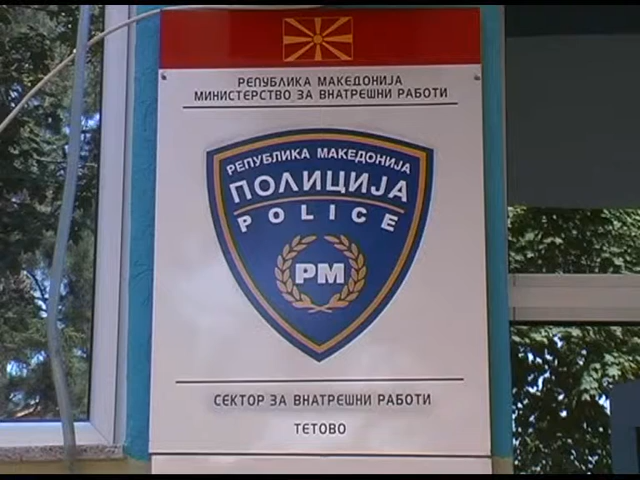 РЕПУБЛИКА МАКЕДОНИЈА
МИНИСТЕРСТВО ЗА ВНАТРЕШНИ РАБОТИ
РЕПУБЛИКА МАКЕДОНИЈА
ПОЛИЦИЈА
POLICE
РМ
СЕКТОР ЗА ВНАТРЕШНИ РАБОТИ
ТЕТОВО